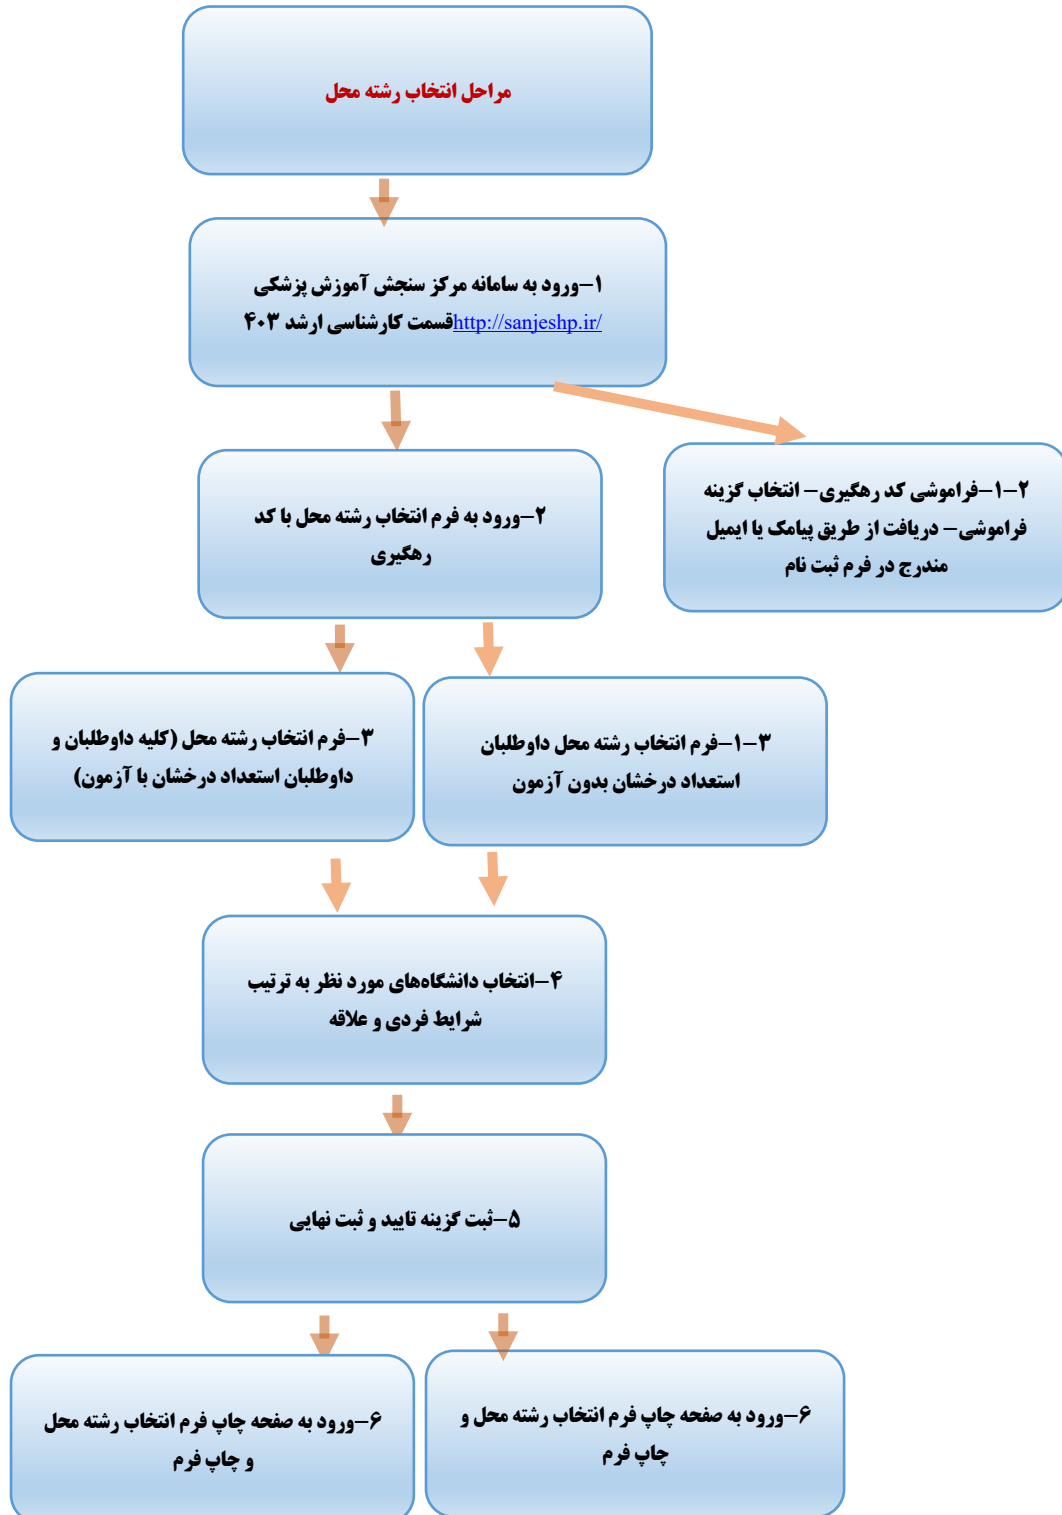 مراحل انتخاب رشته محل
۱-ورود به سامانه مرکز سنجش آموزش پزشکی
http://sanjeshp.ir/قسمت کارشناسی ارشد ۴۰۳
۲-ورود به فرم انتخاب رشته محل با کد
رهگیری
۱-۲-فراموشی کد رهگیری- انتخاب گزینه
فراموشی- دریافت از طریق پیامک یا ایمیل
مندرج در فرم ثبت نام
۳-فرم انتخاب رشته محل (کلیه داوطلبان و
داوطلبان استعداد درخشان با آزمون)
۱-۳-فرم انتخاب رشته محل داوطلبان
استعداد درخشان بدون آزمون
۴-انتخاب دانشگاه‌های مورد نظر به ترتیب
شرایط فردی و علاقه
۵-ثبت گزینه تایید و ثبت نهایی
۶-ورود به صفحه چاپ فرم انتخاب رشته محل و
چاپ فرم
۶-ورود به صفحه چاپ فرم انتخاب رشته محل
و چاپ فرم